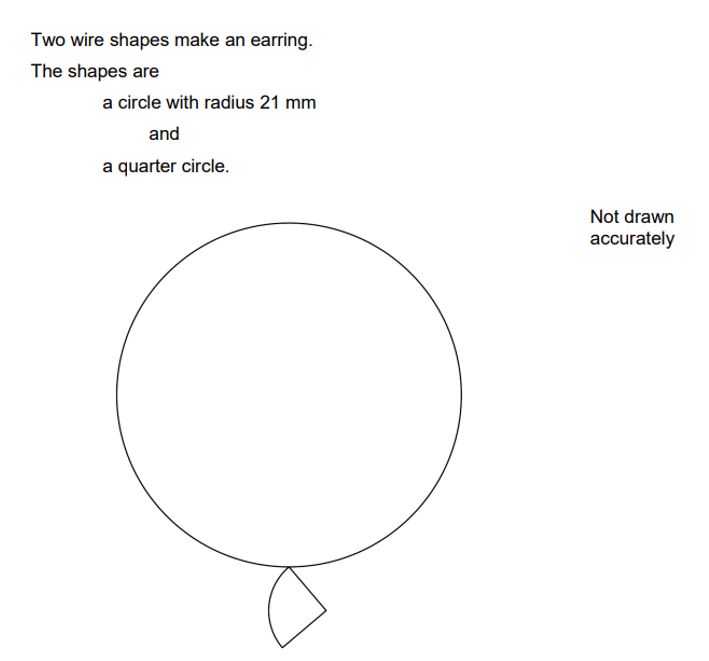 Two wire shapes make an earring.
The shapes are
a circle with radius 21 mm
and
a quarter circle.
Not drawn
accurately